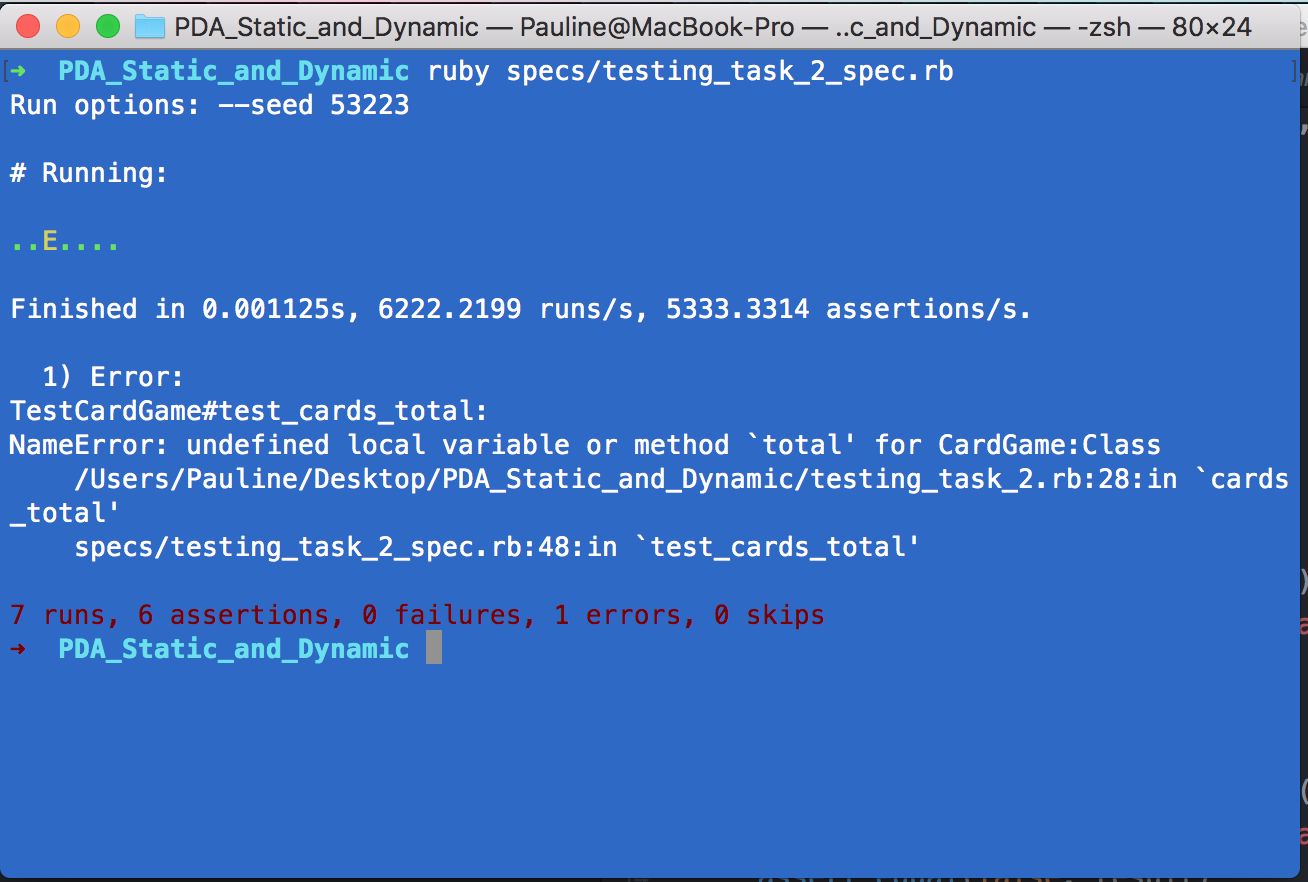 PDA_Static_and_Dynamic — Pauline@MacBook-Pro — ..c_and_Dynamic — -zsh — 80×24
[➜  PDA_Static_and_Dynamic ruby specs/testing_task_2_spec.rb ]
Run options: --seed 53223
# Running:
..E....
Finished in 0.001125s, 6222.2199 runs/s, 5333.3314 assertions/s.
1) Error:
TestCardGame#test_cards_total:
NameError: undefined local variable or method `total' for CardGame:Class
/Users/Pauline/Desktop/PDA_Static_and_Dynamic/testing_task_2.rb:28:in `cards
_total'
specs/testing_task_2_spec.rb:48:in `test_cards_total'
7 runs, 6 assertions, 0 failures, 1 errors, 0 skips
➜  PDA_Static_and_Dynamic